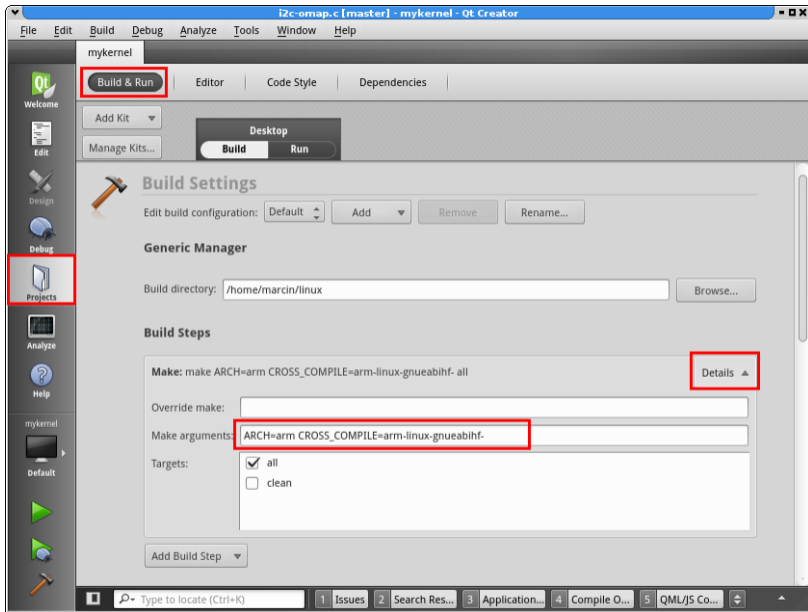 i2c-omap.c [master] - mykernel - Qt Creator
File Edit Build Debug Analyze Tools Window Help
mykernel
Build & Run Editor Code Style Dependencies
Welcome
Add Kit
Manage Kits...
Desktop
Build Run
Edit
Design
Debug
Projects
Analyze
Help
mykernel
Default
Build Settings
Edit build configuration: Default Add Remove Rename...
Generic Manager
Build directory: /home/marcin/linux Browse...
Build Steps
Make: make ARCH=arm CROSS_COMPILE=arm-linux-gnueabihf- all Details
Override make:
Make arguments: ARCH=arm CROSS_COMPILE=arm-linux-gnueabihf-
Targets: all
clean
Add Build Step
Type to locate (Ctrl+K) 1 Issues 2 Search Res... 3 Application... 4 Compile O... 5 QML/JS Co...